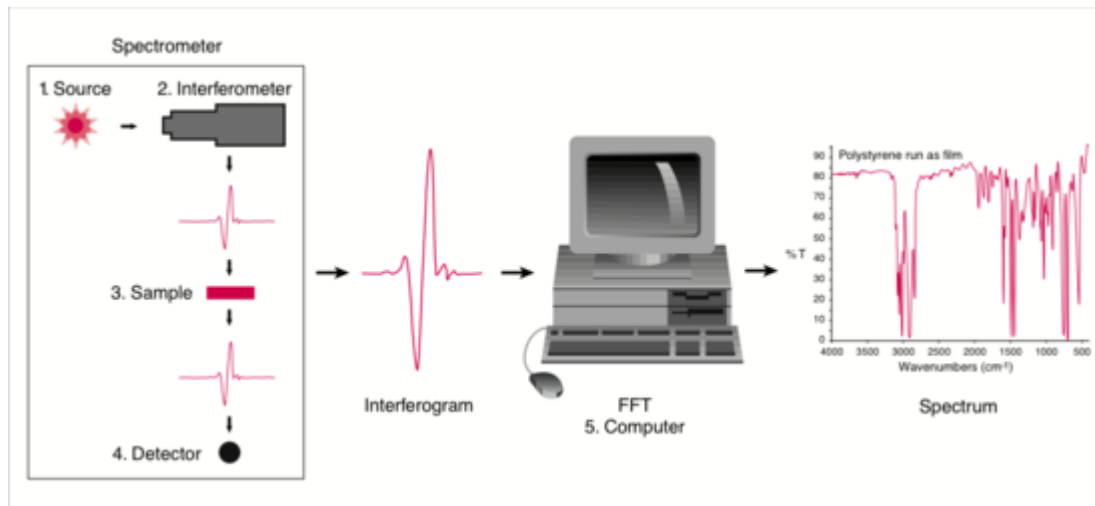 Spectrometer
1. Source
2. Interferometer
3. Sample
4. Detector
Interferogram
FFT
5. Computer
Polystyrene run as film
90
80
70
60
50
% T
40
30
20
10
0
4000 3500 3000 2500 2000 1500 1000 500
Wavenumbers (cm-1)
Spectrum